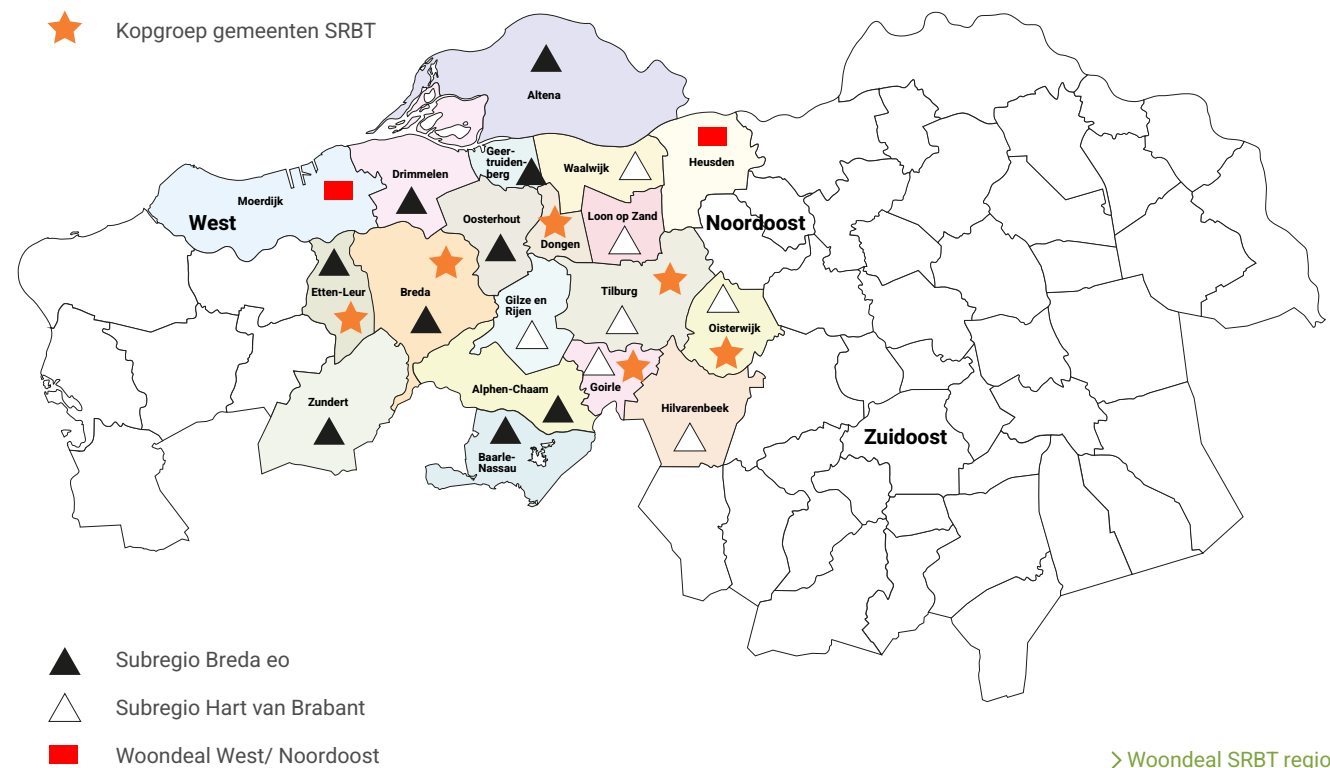 Kopgroep gemeenten SRBT
Altena
Geer-
truiden-
berg
Waalwijk
Heusden
Drimmelen
Moerdijk
West
Oosterhout
Loon op Zand
Noordoost
Dongen
Etten-Leur
Breda
Gilze en
Rijen
Tilburg
Oisterwijk
Alphen-Chaam
Goirle
Zundert
Hilvarenbeek
Zuidoost
Baarle-
Nassau
Subregio Breda eo
Subregio Hart van Brabant
Woondeal West/ Noordoost
> Woondeal SRBT regio